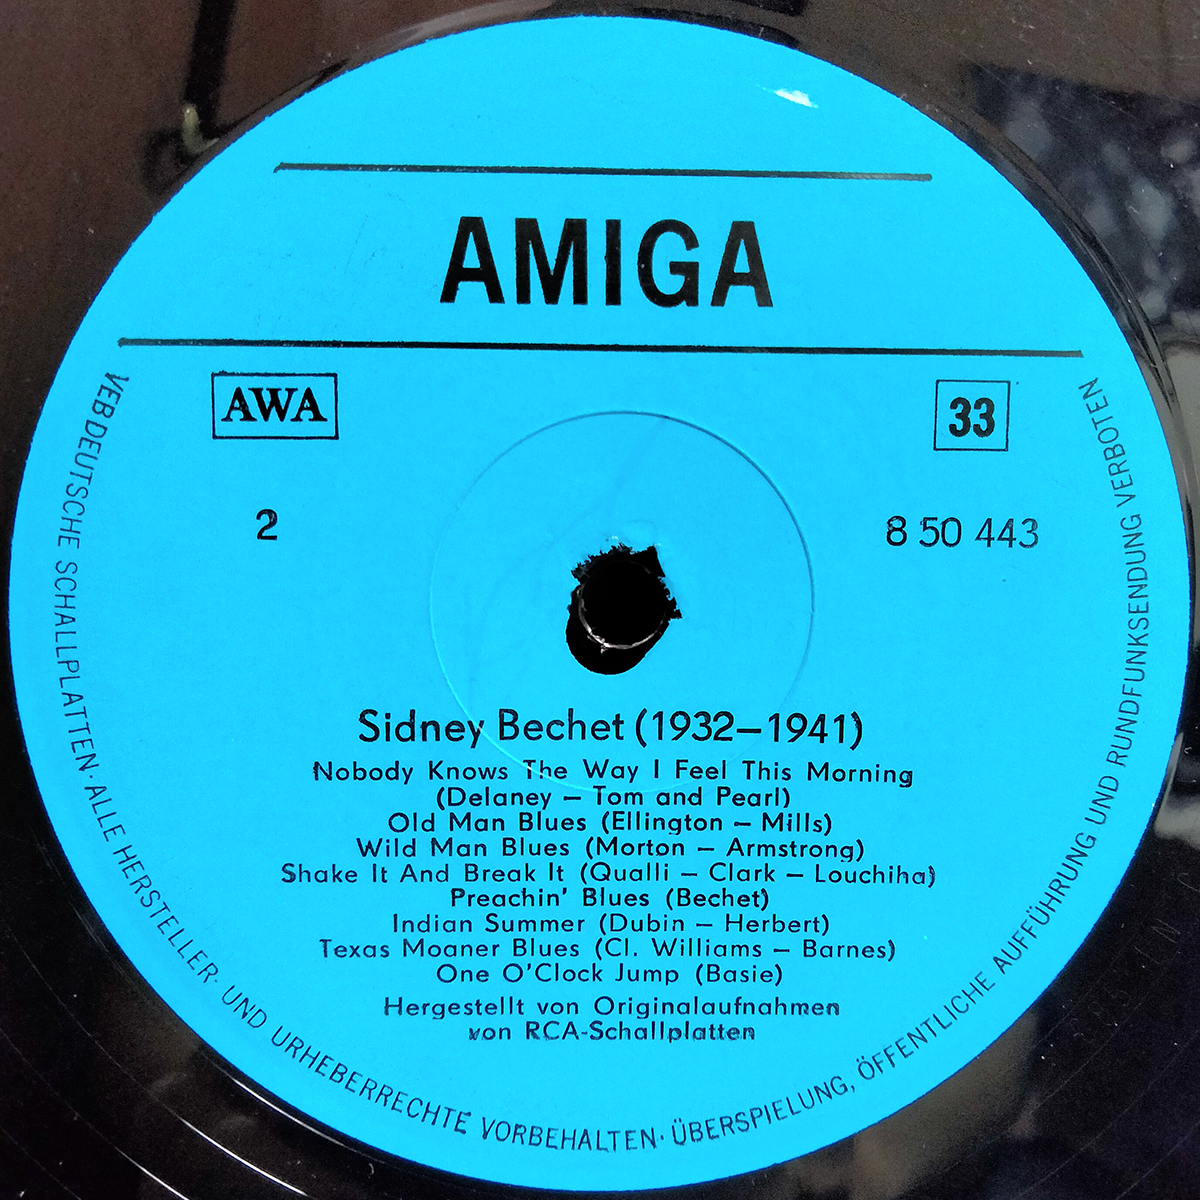 AMIGA
AWA
33
2
8 50 443
Sidney Bechet (1932–1941)
Nobody Knows The Way I Feel This Morning
(Delaney – Tom and Pearl)
Old Man Blues (Ellington – Mills)
Wild Man Blues (Morton – Armstrong)
Shake It And Break It (Qualli – Clark – Louchiha)
Preachin' Blues (Bechet)
Indian Summer (Dubin – Herbert)
Texas Moaner Blues (Cl. Williams – Barnes)
One O'Clock Jump (Basie)
Hergestellt von Originalaufnahmen
von RCA-Schallplatten
VEB DEUTSCHE SCHALLPLATTEN · ALLE HERSTELLER- UND URHEBERRECHTE VORBEHALTEN · ÜBERSPIELUNG, ÖFFENTLICHE AUFFÜHRUNG UND RUNDFUNKSENDUNG VERBOTEN